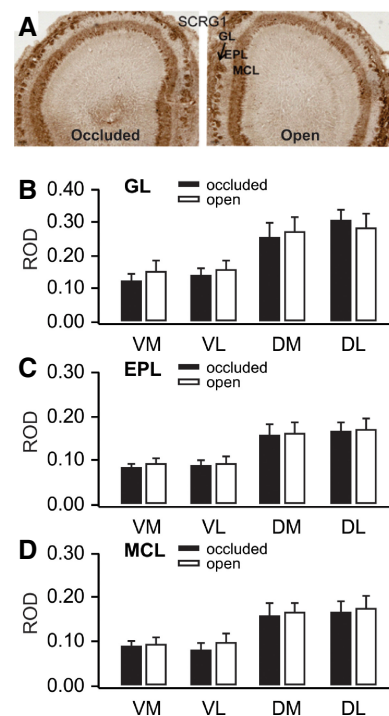 A
SCRG1
GL
EPL
MCL
Occluded
Open
B
GL
occluded
open
ROD
0.40
0.30
0.20
0.10
0.00
VM VL DM DL
C
EPL
occluded
open
ROD
0.30
0.20
0.10
0.00
VM VL DM DL
D
MCL
occluded
open
ROD
0.30
0.20
0.10
0.00
VM VL DM DL